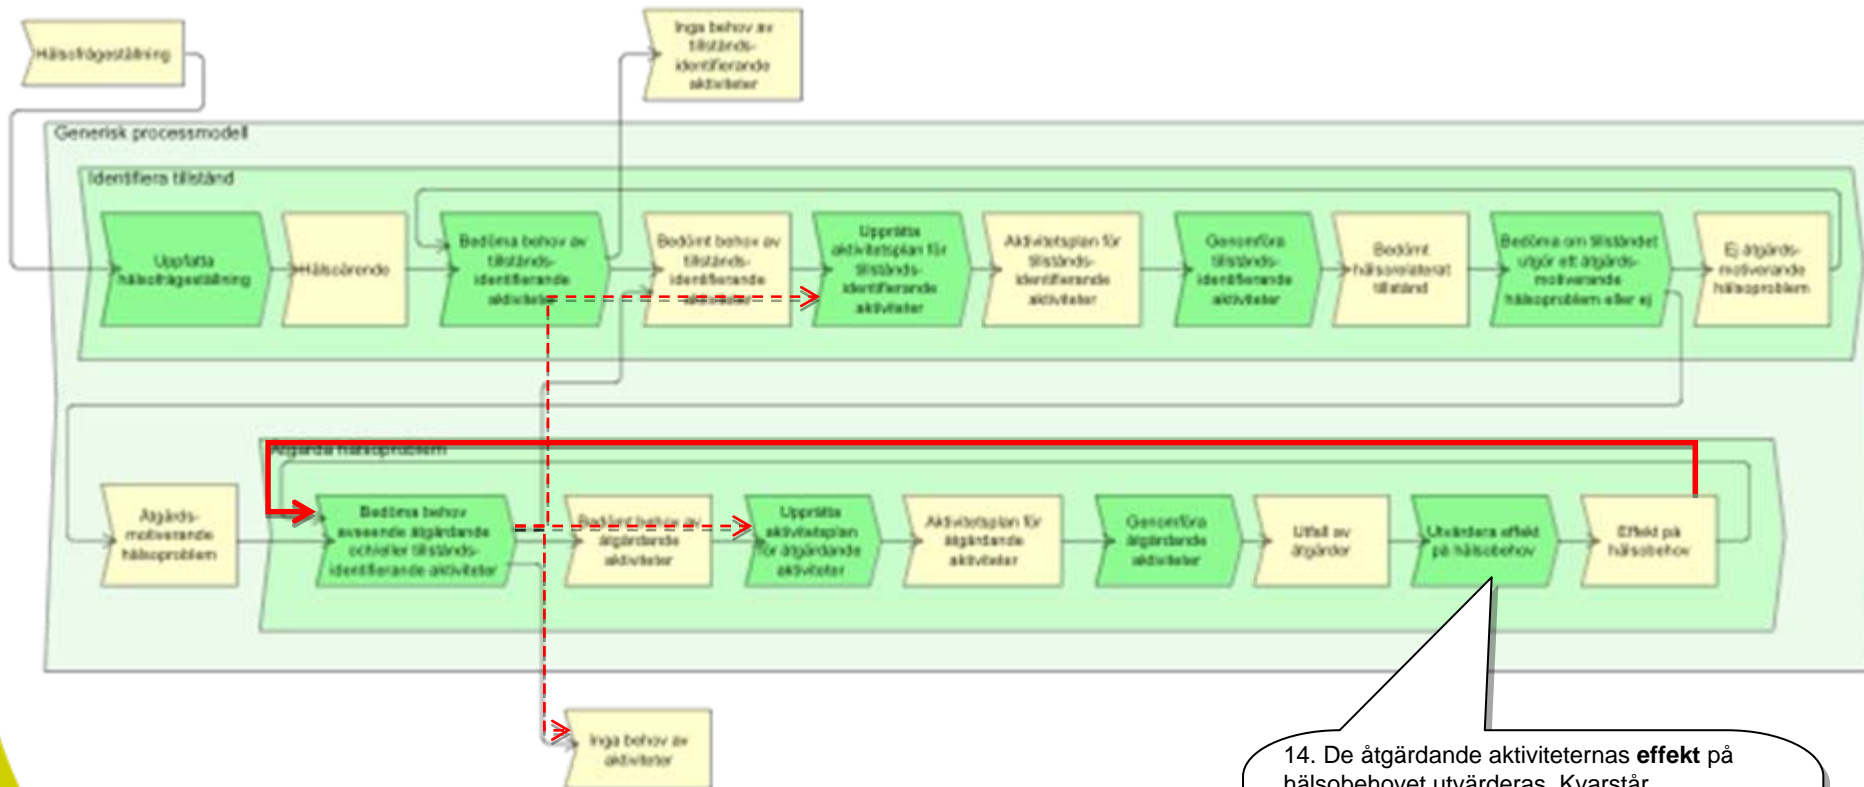 Hälsofrågeställning
Inga behov av
tillstånds-
identifierande
aktiviteter
Generisk processmodell
Identifiera tillstånd
Uppfatta
hälsofrågeställning
Hälsoärende
Bedöma behov av
tillstånds-
identifierande
aktiviteter
Bedömt behov av
tillstånds-
identifierande
aktiviteter
Upprätta
aktivitetsplan för
tillstånds-
identifierande
aktiviteter
Aktivitetsplan för
tillstånds-
identifierande
aktiviteter
Genomföra
tillstånds-
identifierande
aktiviteter
Bedömt
hälsorelaterat
tillstånd
Bedöma om tillståndet
utgör ett åtgärds-
motiverande
hälsoproblem eller ej
Ej åtgärds-
motiverande
hälsoproblem
Åtgärda hälsoproblem
Åtgärds-
motiverande
hälsoproblem
Bedöma behov
avseende åtgärdande
och/eller tillstånds-
identifierande aktiviteter
Bedömt behov av
åtgärdande
aktiviteter
Upprätta
aktivitetsplan
för åtgärdande
aktiviteter
Aktivitetsplan för
åtgärdande
aktiviteter
Genomföra
åtgärdande
aktiviteter
Utfall av
åtgärder
Utvärdera effekt
på hälsobehov
Effekt på
hälsobehov
Inga behov av
aktiviteter
14. De åtgärdande aktiviteternas effekt på
hälsobehovet utvärderas. Kvarstår